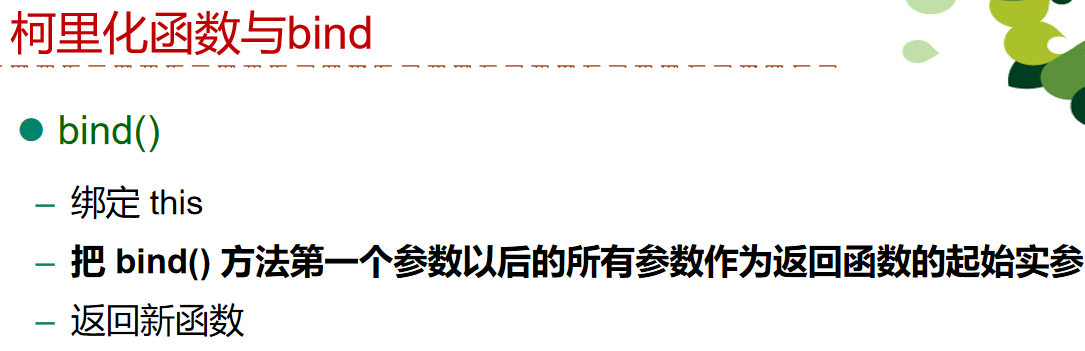 柯里化函数与bind
bind()
– 绑定 this
– 把 bind() 方法第一个参数以后的所有参数作为返回函数的起始实参
– 返回新函数